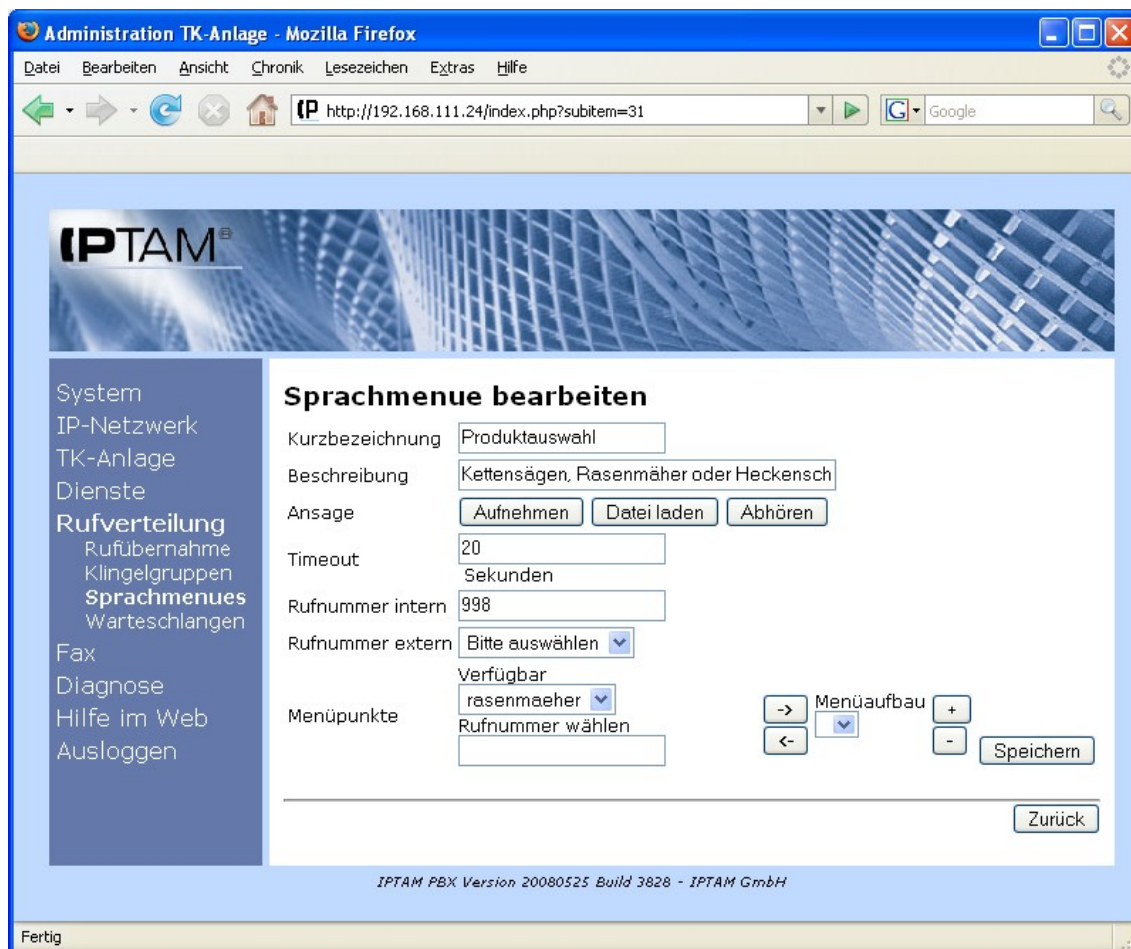 Administration TK-Anlage - Mozilla Firefox
Datei Bearbeiten Ansicht Chronik Lesezeichen Extras Hilfe
(P http://192.168.111.24/index.php?subitem=31 G Google
(PTAM®
System
IP-Netzwerk
TK-Anlage
Dienste
Rufverteilung
Rufübernahme
Klingelgruppen
Sprachmenues
Warteschlangen
Fax
Diagnose
Hilfe im Web
Ausloggen
Sprachmenue bearbeiten
Kurzbezeichnung Produktauswahl
Beschreibung Kettensägen, Rasenmäher oder Heckensch
Ansage Aufnehmen Datei laden Abhören
Timeout 20
Sekunden
Rufnummer intern 998
Rufnummer extern Bitte auswählen
Menüpunkte
Verfügbar
rasenmaeher
Rufnummer wählen
-> Menüaufbau +
<- -
Speichern
Zurück
IPTAM PBX Version 20080525 Build 3828 - IPTAM GmbH
Fertig